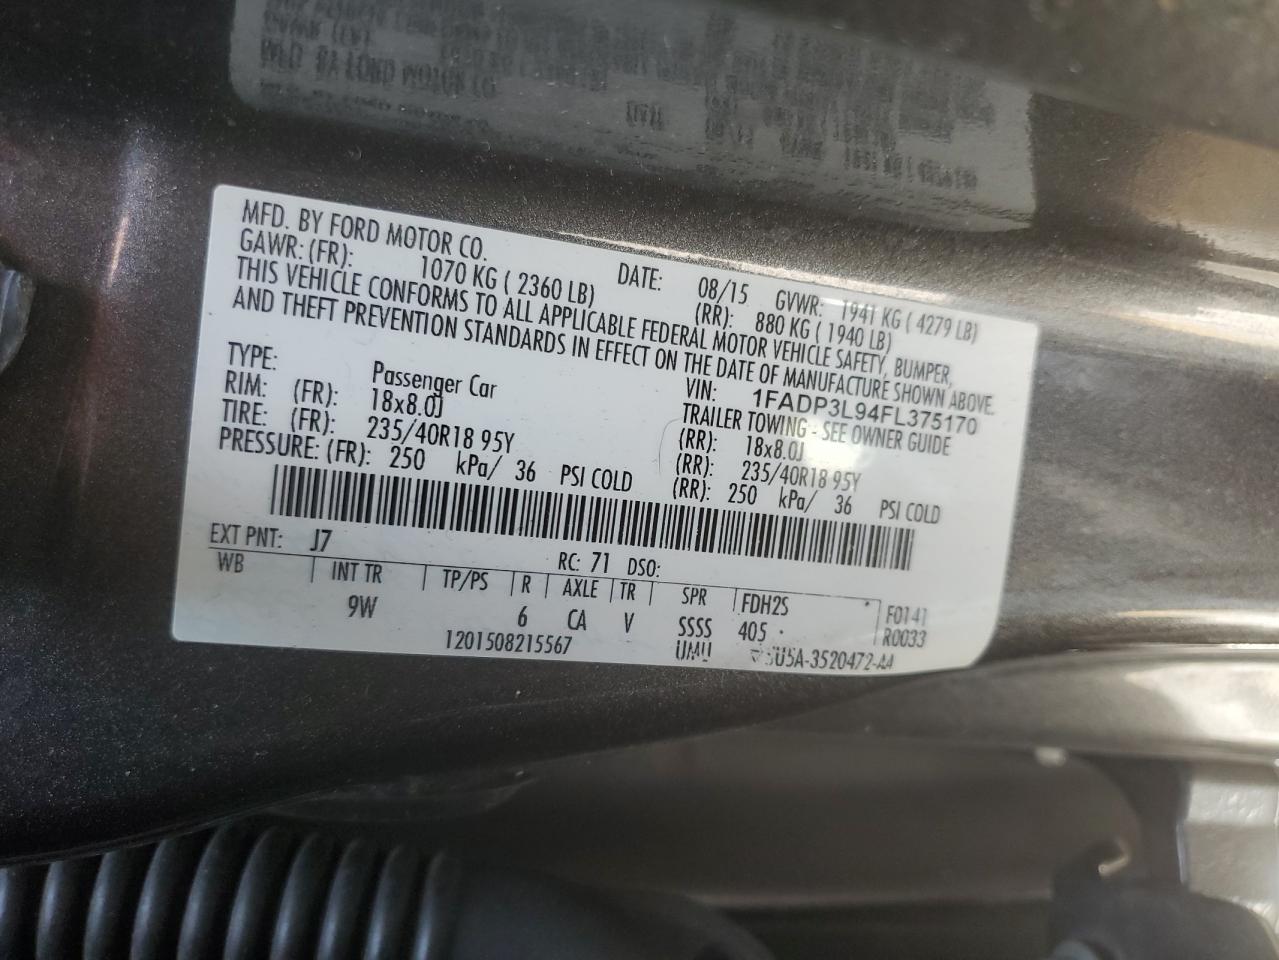 MFD. BY FORD MOTOR CO. DATE: 08/15 GVWR: 1941 KG ( 4279 LB)
GAWR: (FR): 1070 KG ( 2360 LB) (RR): 880 KG ( 1940 LB)
THIS VEHICLE CONFORMS TO ALL APPLICABLE FEDERAL MOTOR VEHICLE SAFETY, BUMPER,
AND THEFT PREVENTION STANDARDS IN EFFECT ON THE DATE OF MANUFACTURE SHOWN ABOVE.
VIN: 1FADP3L94FL375170
TYPE: Passenger Car TRAILER TOWING - SEE OWNER GUIDE
RIM: (FR): 18x8.0J (RR): 18x8.0J
TIRE: (FR): 235/40R18 95Y (RR): 235/40R18 95Y
PRESSURE: (FR): 250 kPa/ 36 PSI COLD (RR): 250 kPa/ 36 PSI COLD
EXT PNT: J7 RC: 71 DSO:
WB INT TR TP/PS R AXLE TR SPR FDH2S F0141
9W 6 CA V SSSS 405 R0033
1201508215567 UMU 5U5A-3520472-AA